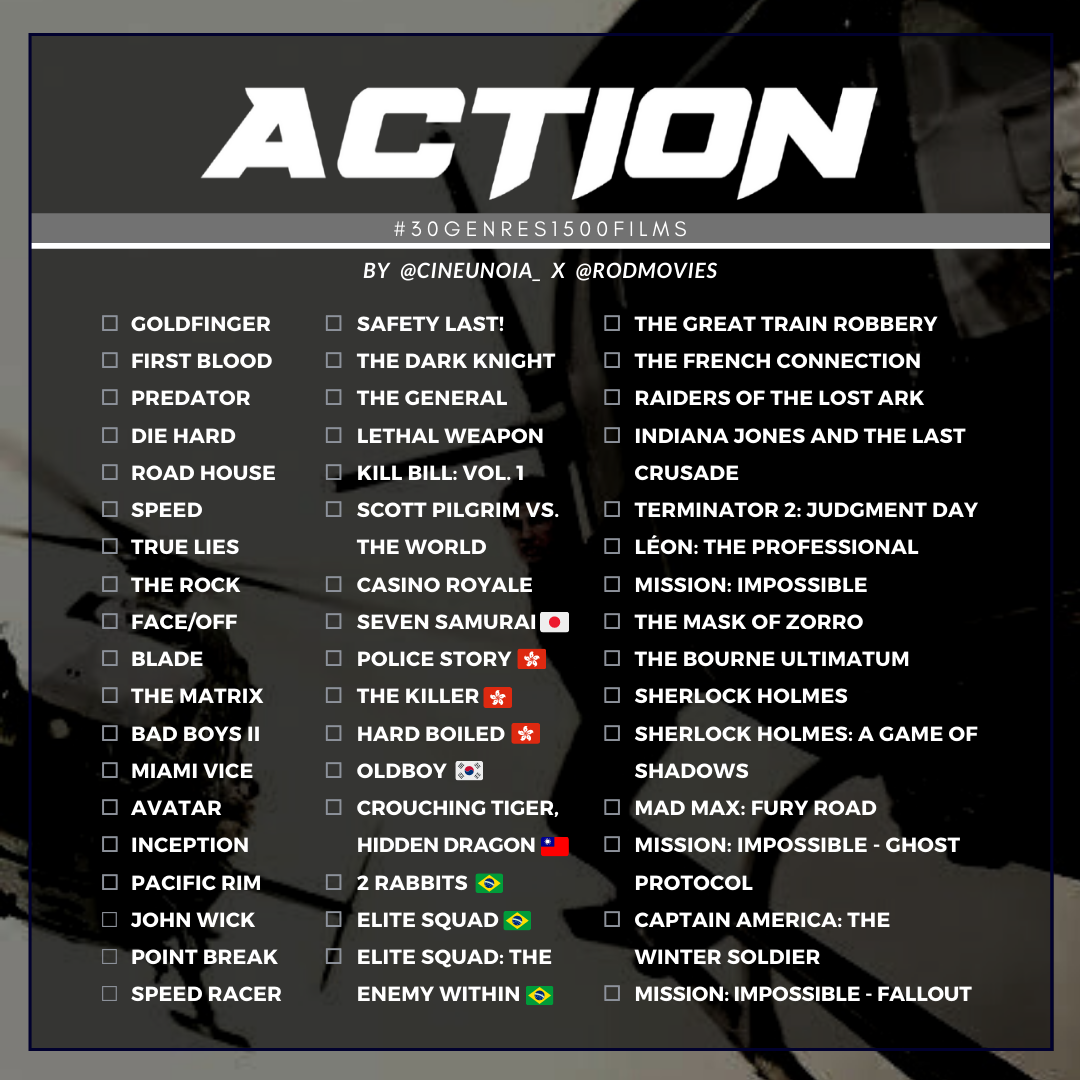 ACTION
#30GENRES1500FILMS
BY @CINEUNOIA_ X @RODMOVIES
GOLDFINGER
FIRST BLOOD
PREDATOR
DIE HARD
ROAD HOUSE
SPEED
TRUE LIES
THE ROCK
FACE/OFF
BLADE
THE MATRIX
BAD BOYS II
MIAMI VICE
AVATAR
INCEPTION
PACIFIC RIM
JOHN WICK
POINT BREAK
SPEED RACER
SAFETY LAST!
THE DARK KNIGHT
THE GENERAL
LETHAL WEAPON
KILL BILL: VOL. 1
SCOTT PILGRIM VS.
THE WORLD
CASINO ROYALE
SEVEN SAMURAI
POLICE STORY
THE KILLER
HARD BOILED
OLDBOY
CROUCHING TIGER,
HIDDEN DRAGON
2 RABBITS
ELITE SQUAD
ELITE SQUAD: THE
ENEMY WITHIN
THE GREAT TRAIN ROBBERY
THE FRENCH CONNECTION
RAIDERS OF THE LOST ARK
INDIANA JONES AND THE LAST
CRUSADE
TERMINATOR 2: JUDGMENT DAY
LÉON: THE PROFESSIONAL
MISSION: IMPOSSIBLE
THE MASK OF ZORRO
THE BOURNE ULTIMATUM
SHERLOCK HOLMES
SHERLOCK HOLMES: A GAME OF
SHADOWS
MAD MAX: FURY ROAD
MISSION: IMPOSSIBLE - GHOST
PROTOCOL
CAPTAIN AMERICA: THE
WINTER SOLDIER
MISSION: IMPOSSIBLE - FALLOUT